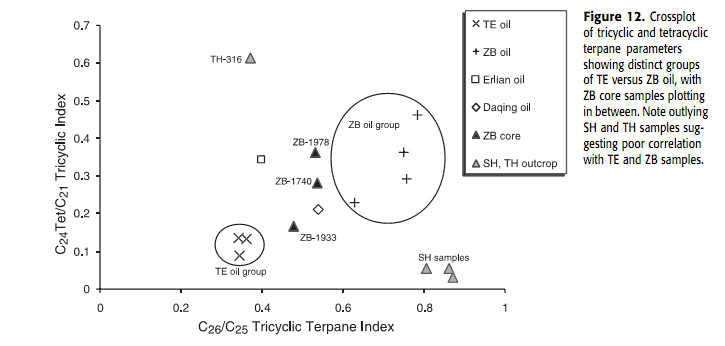 0.7
0.6
0.5
0.4
0.3
0.2
0.1
0
C24Tet/C21 Tricyclic Index
0
0.2
0.4
0.6
0.8
1
C26/C25 Tricyclic Terpane Index
TH-316
ZB oil group
ZB-1978
ZB-1740
ZB-1933
TE oil group
SH samples
TE oil
ZB oil
Erlian oil
Daqing oil
ZB core
SH, TH outcrop
Figure 12. Crossplot
of tricyclic and tetracyclic
terpane parameters
showing distinct groups
of TE versus ZB oil, with
ZB core samples plotting
in between. Note outlying
SH and TH samples sug-
gesting poor correlation
with TE and ZB samples.